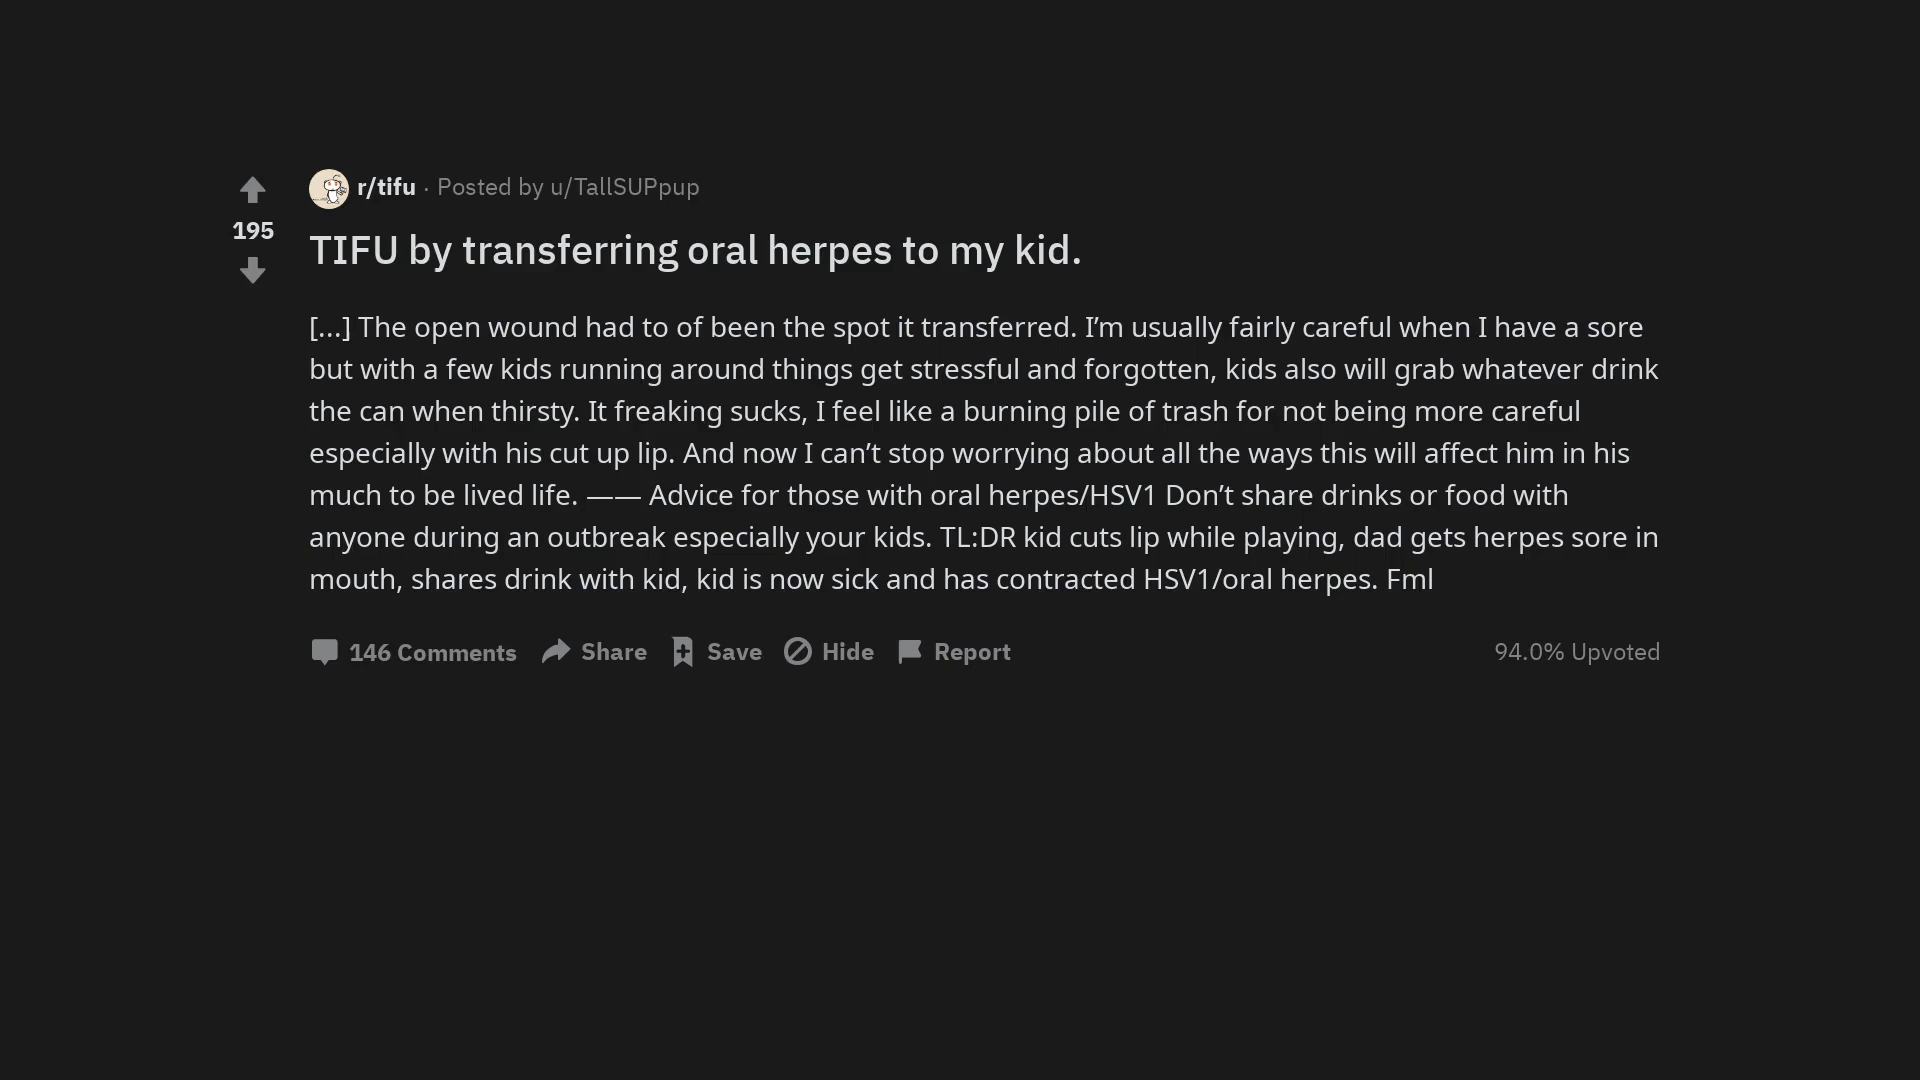 r/tifu · Posted by u/TallSUPpup
195
TIFU by transferring oral herpes to my kid.
[...] The open wound had to of been the spot it transferred. I’m usually fairly careful when I have a sore
but with a few kids running around things get stressful and forgotten, kids also will grab whatever drink
the can when thirsty. It freaking sucks, I feel like a burning pile of trash for not being more careful
especially with his cut up lip. And now I can’t stop worrying about all the ways this will affect him in his
much to be lived life. —— Advice for those with oral herpes/HSV1 Don’t share drinks or food with
anyone during an outbreak especially your kids. TL:DR kid cuts lip while playing, dad gets herpes sore in
mouth, shares drink with kid, kid is now sick and has contracted HSV1/oral herpes. Fml
146 Comments Share Save Hide Report 94.0% Upvoted